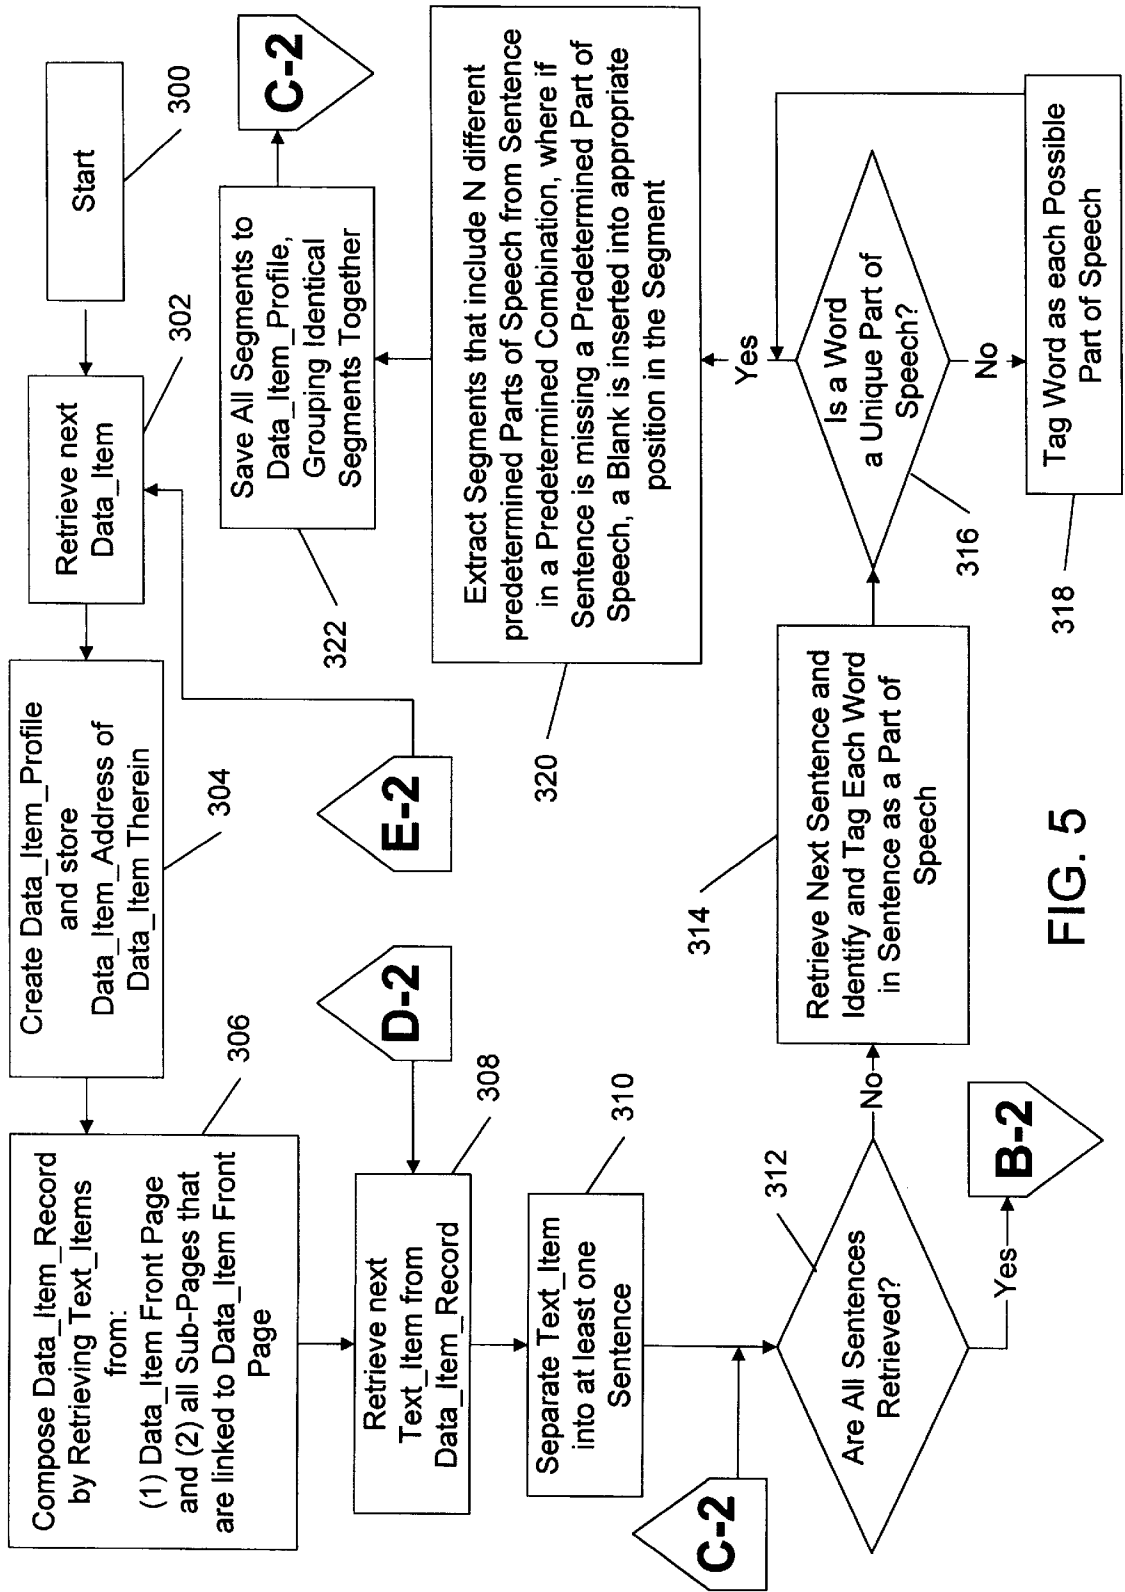 Start
300
Retrieve next
Data_Item
302
Create Data_Item_Profile
and store
Data_Item_Address of
Data_Item Therein
304
Compose Data_Item_Record
by Retrieving Text_Items
from:
(1) Data_Item Front Page
and (2) all Sub-Pages that
are linked to Data_Item Front
Page
306
E-2
D-2
Retrieve next
Text_Item from
Data_Item_Record
308
Separate Text_Item
into at least one
Sentence
310
C-2
Are All Sentences
Retrieved?
312
Yes
B-2
No
Retrieve Next Sentence and
Identify and Tag Each Word
in Sentence as a Part of
Speech
314
Is a Word
a Unique Part of
Speech?
316
No
Tag Word as each Possible
Part of Speech
318
Yes
Extract Segments that include N different
predetermined Parts of Speech from Sentence
in a Predetermined Combination, where if
Sentence is missing a Predetermined Part of
Speech, a Blank is inserted into appropriate
position in the Segment
320
Save All Segments to
Data_Item_Profile,
Grouping Identical
Segments Together
322
C-2
FIG. 5